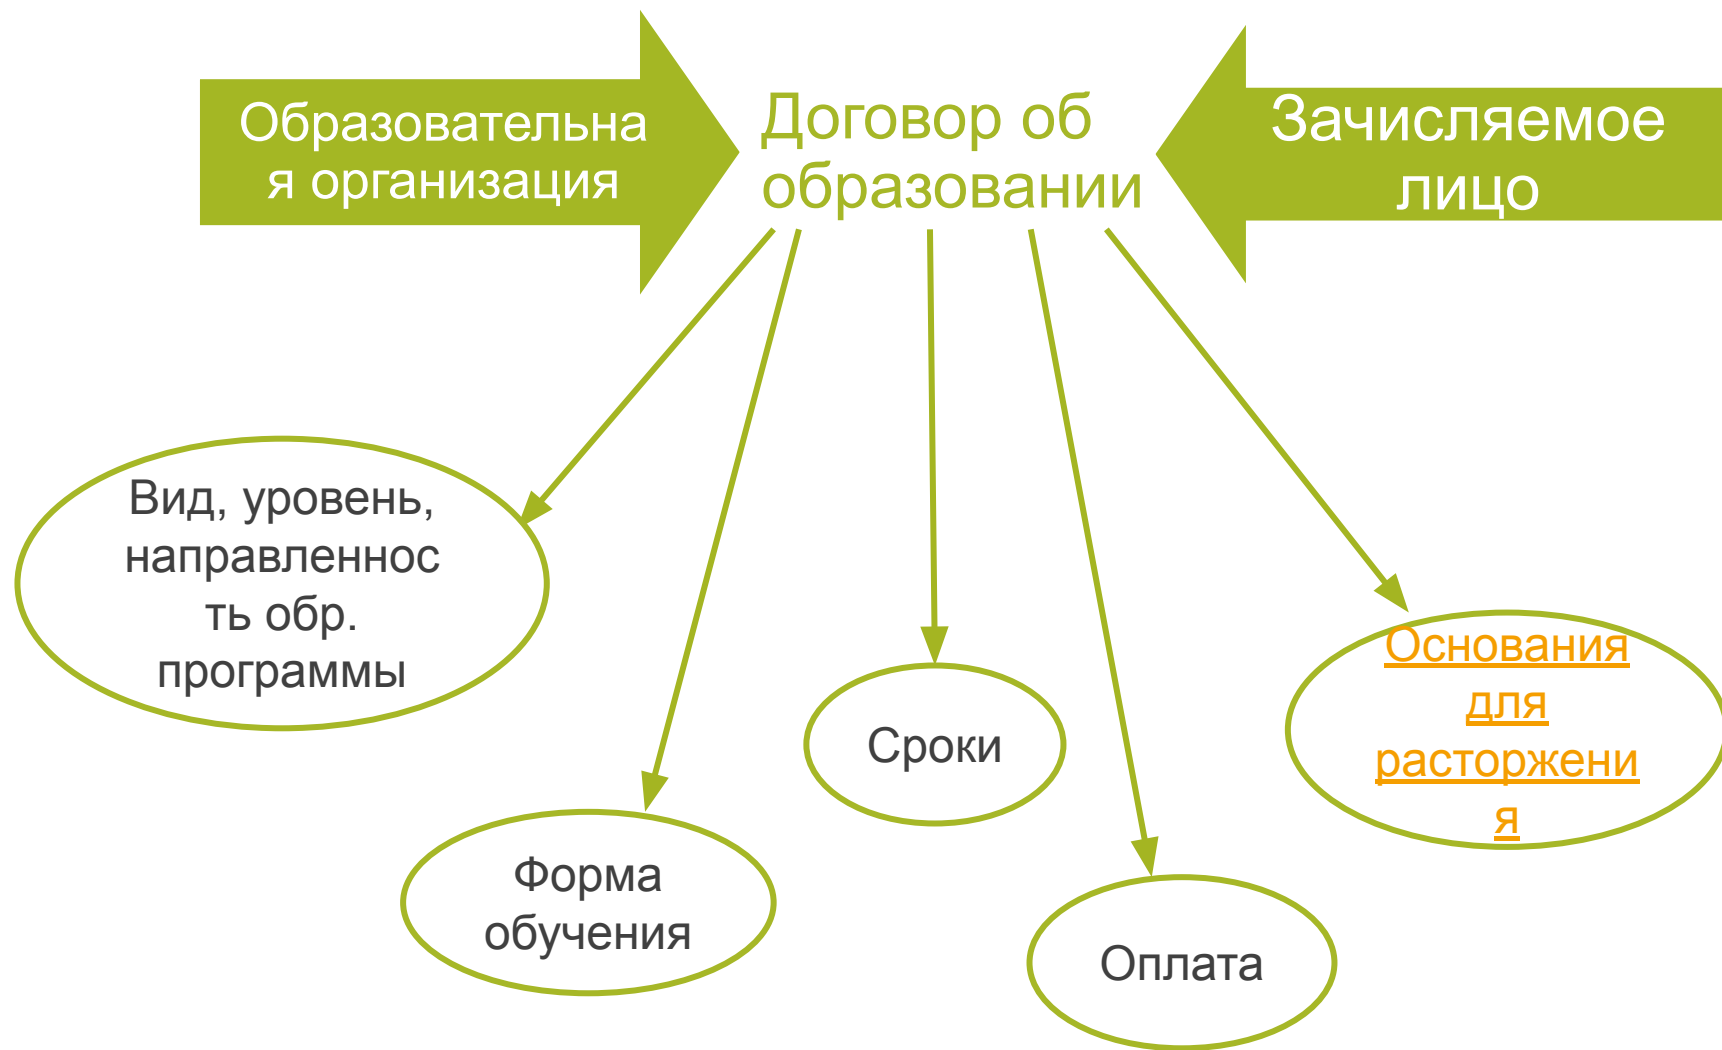 Образовательна
я организация
Договор об
образовании
Зачисляемое
лицо
Вид, уровень,
направленнос
ть обр.
программы
Форма
обучения
Сроки
Оплата
Основания
для
расторжени
я